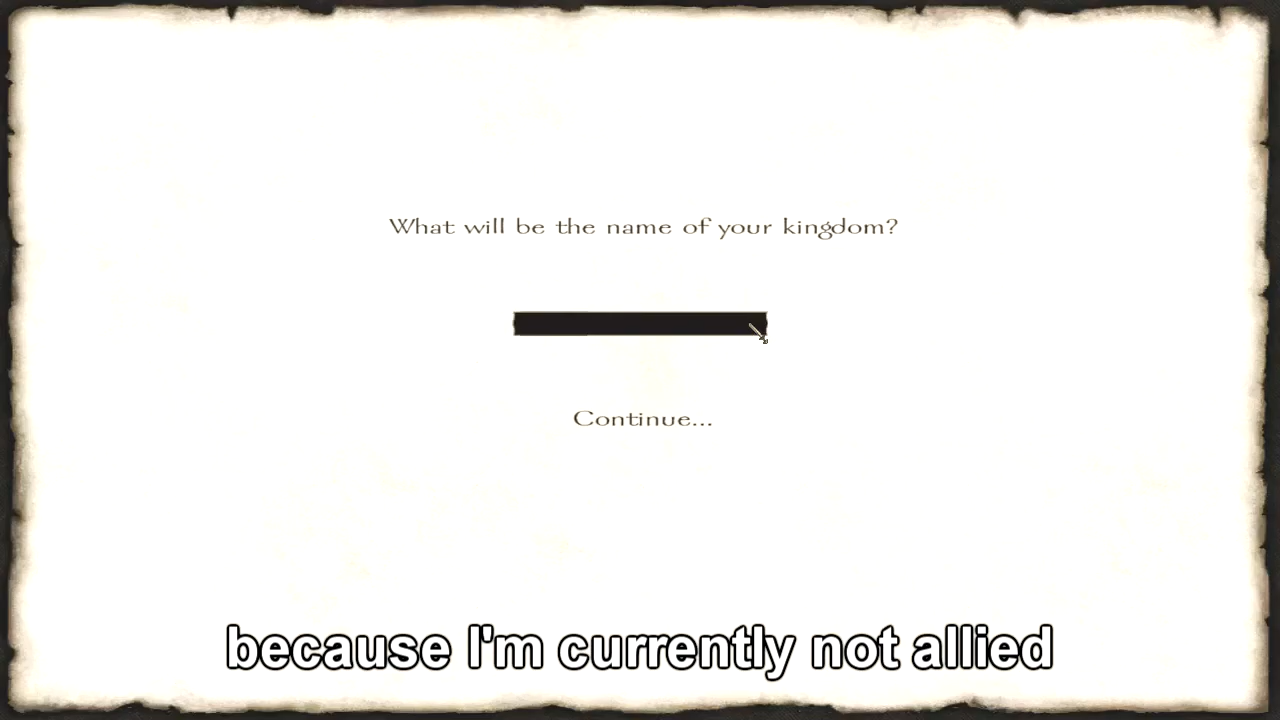 What will be the name of your kingdom?
Continue...
because I'm currently not allied